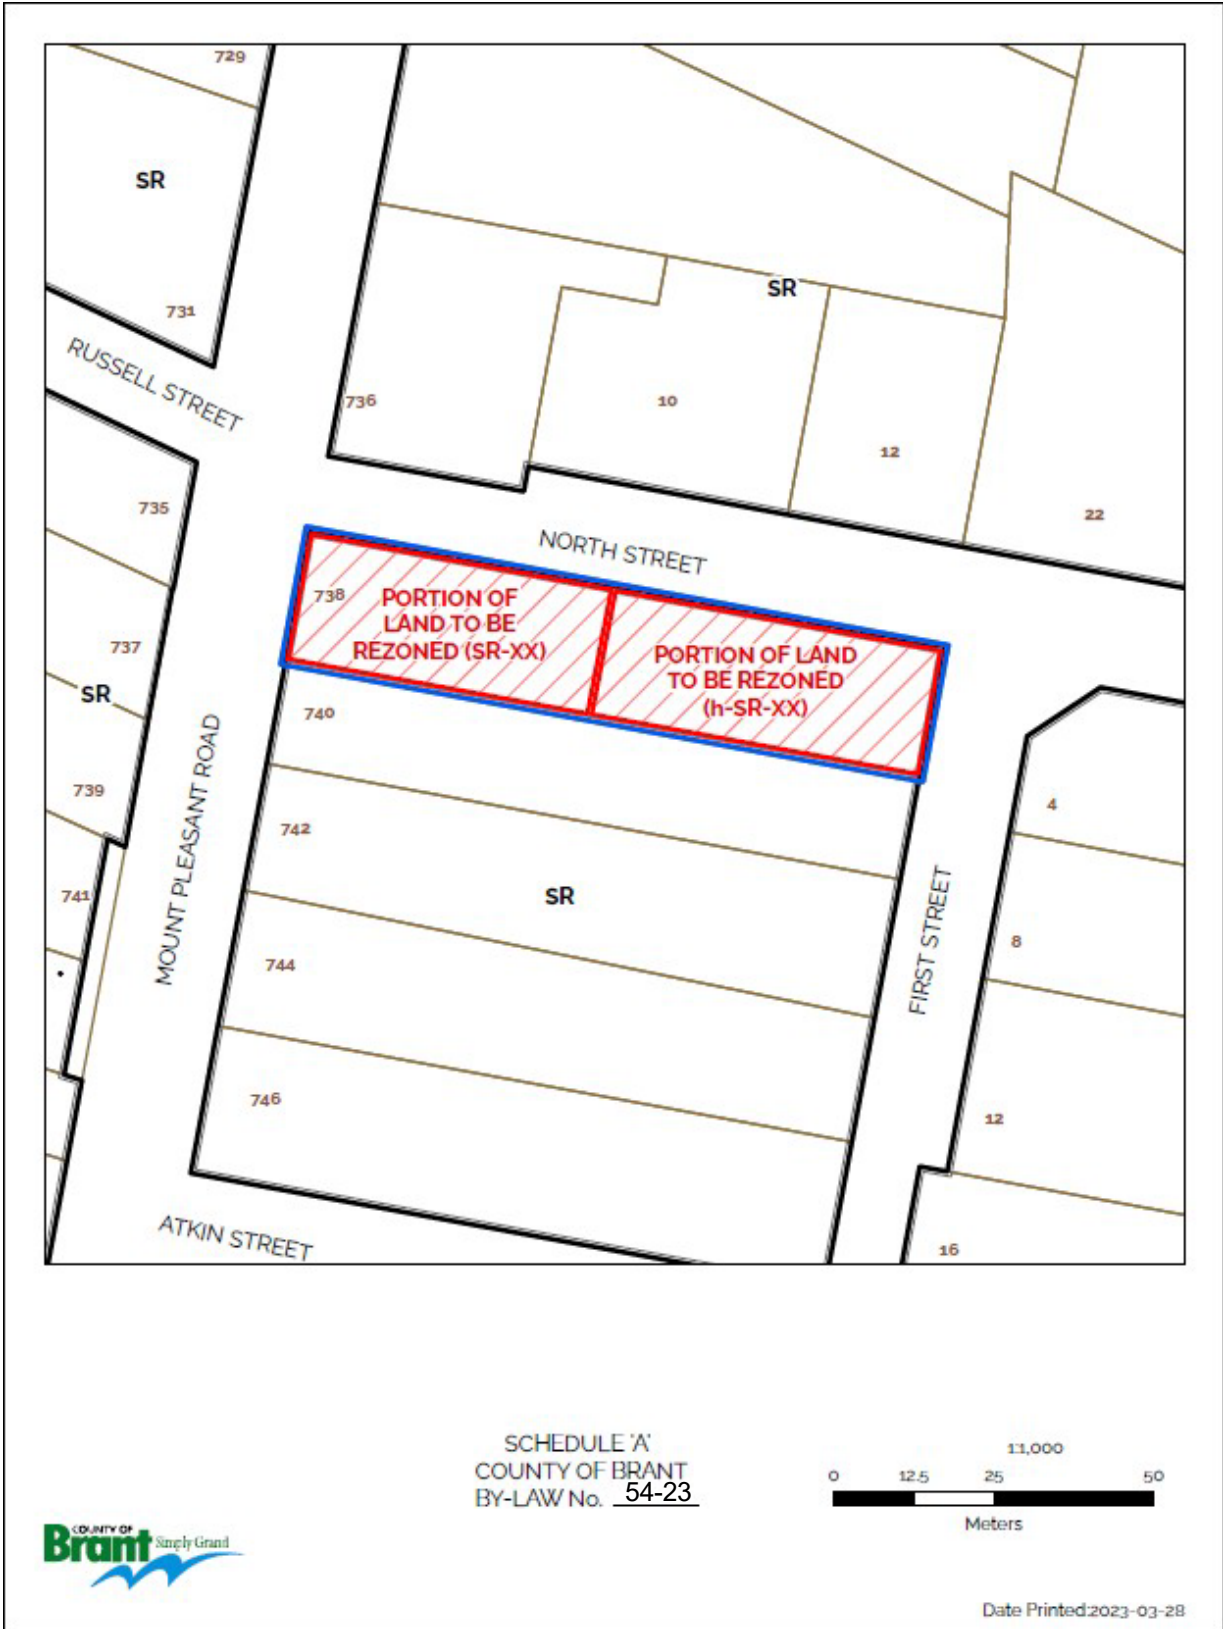 729
SR
731
RUSSELL STREET
SR
736
10
12
22
735
NORTH STREET
738
PORTION OF
LAND TO BE
REZONED (SR-XX)
PORTION OF LAND
TO BE REZONED
(h-SR-XX)
737
SR
739
741
MOUNT PLEASANT ROAD
740
742
SR
744
746
FIRST STREET
4
8
12
16
ATKIN STREET
SCHEDULE 'A'
COUNTY OF BRANT
BY-LAW No. 54-23
1:1,000
0 12.5 25 50
Meters
COUNTY OF
Brant Simply Grand
Date Printed:2023-03-28